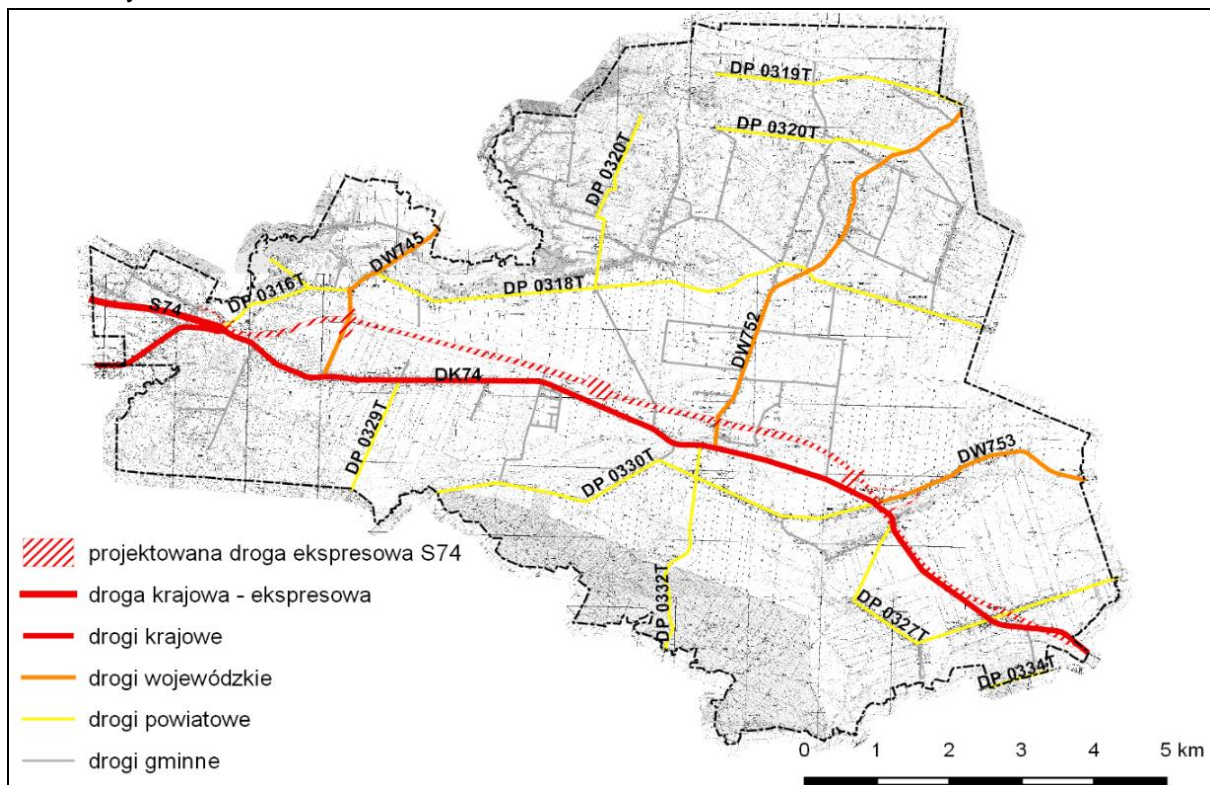 DP 0319T
DP 0320T
DP 0320T
DW745
DP 0316T
DP 0318T
S74
DW752
DK74
DP 0329T
DP 0330T
DW753
DP 0332T
DP 0327T
DP 0334T
projektowana droga ekspresowa S74
droga krajowa - ekspresowa
drogi krajowe
drogi wojewódzkie
drogi powiatowe
drogi gminne
0 1 2 3 4 5 km